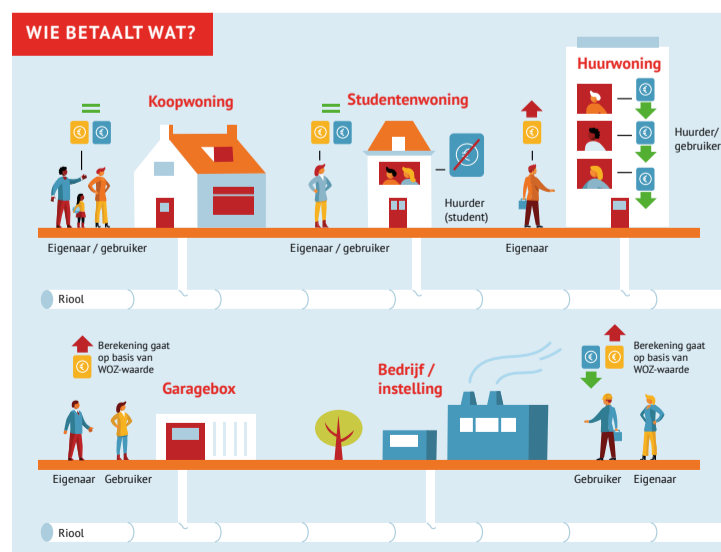 WIE BETAALT WAT?
Koopwoning
Studentenwoning
Huurwoning
€ €
€ €
€
€
€
€
€
Huurder/
gebruiker
Huurder
(student)
Eigenaar / gebruiker
Eigenaar / gebruiker
Eigenaar
Riool
€
Berekening gaat
op basis van
WOZ-waarde
Garagebox
Bedrijf /
instelling
€ €
Berekening gaat
op basis van
WOZ-waarde
Eigenaar
Gebruiker
Gebruiker
Eigenaar
Riool